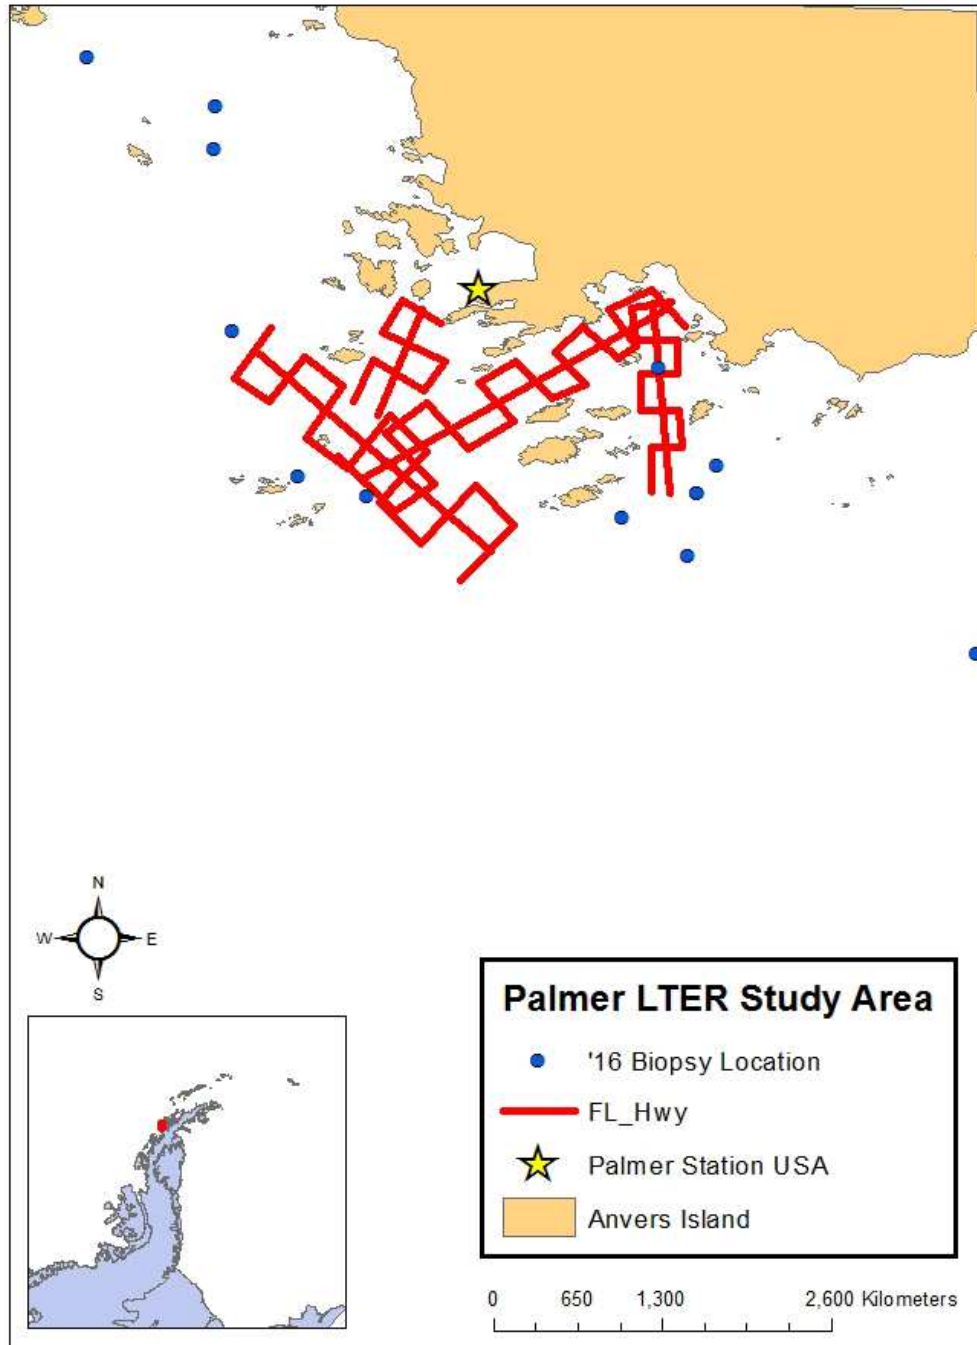 N
W E
S
Palmer LTER Study Area
'16 Biopsy Location
FL_Hwy
Palmer Station USA
Anvers Island
0 650 1,300 2,600 Kilometers